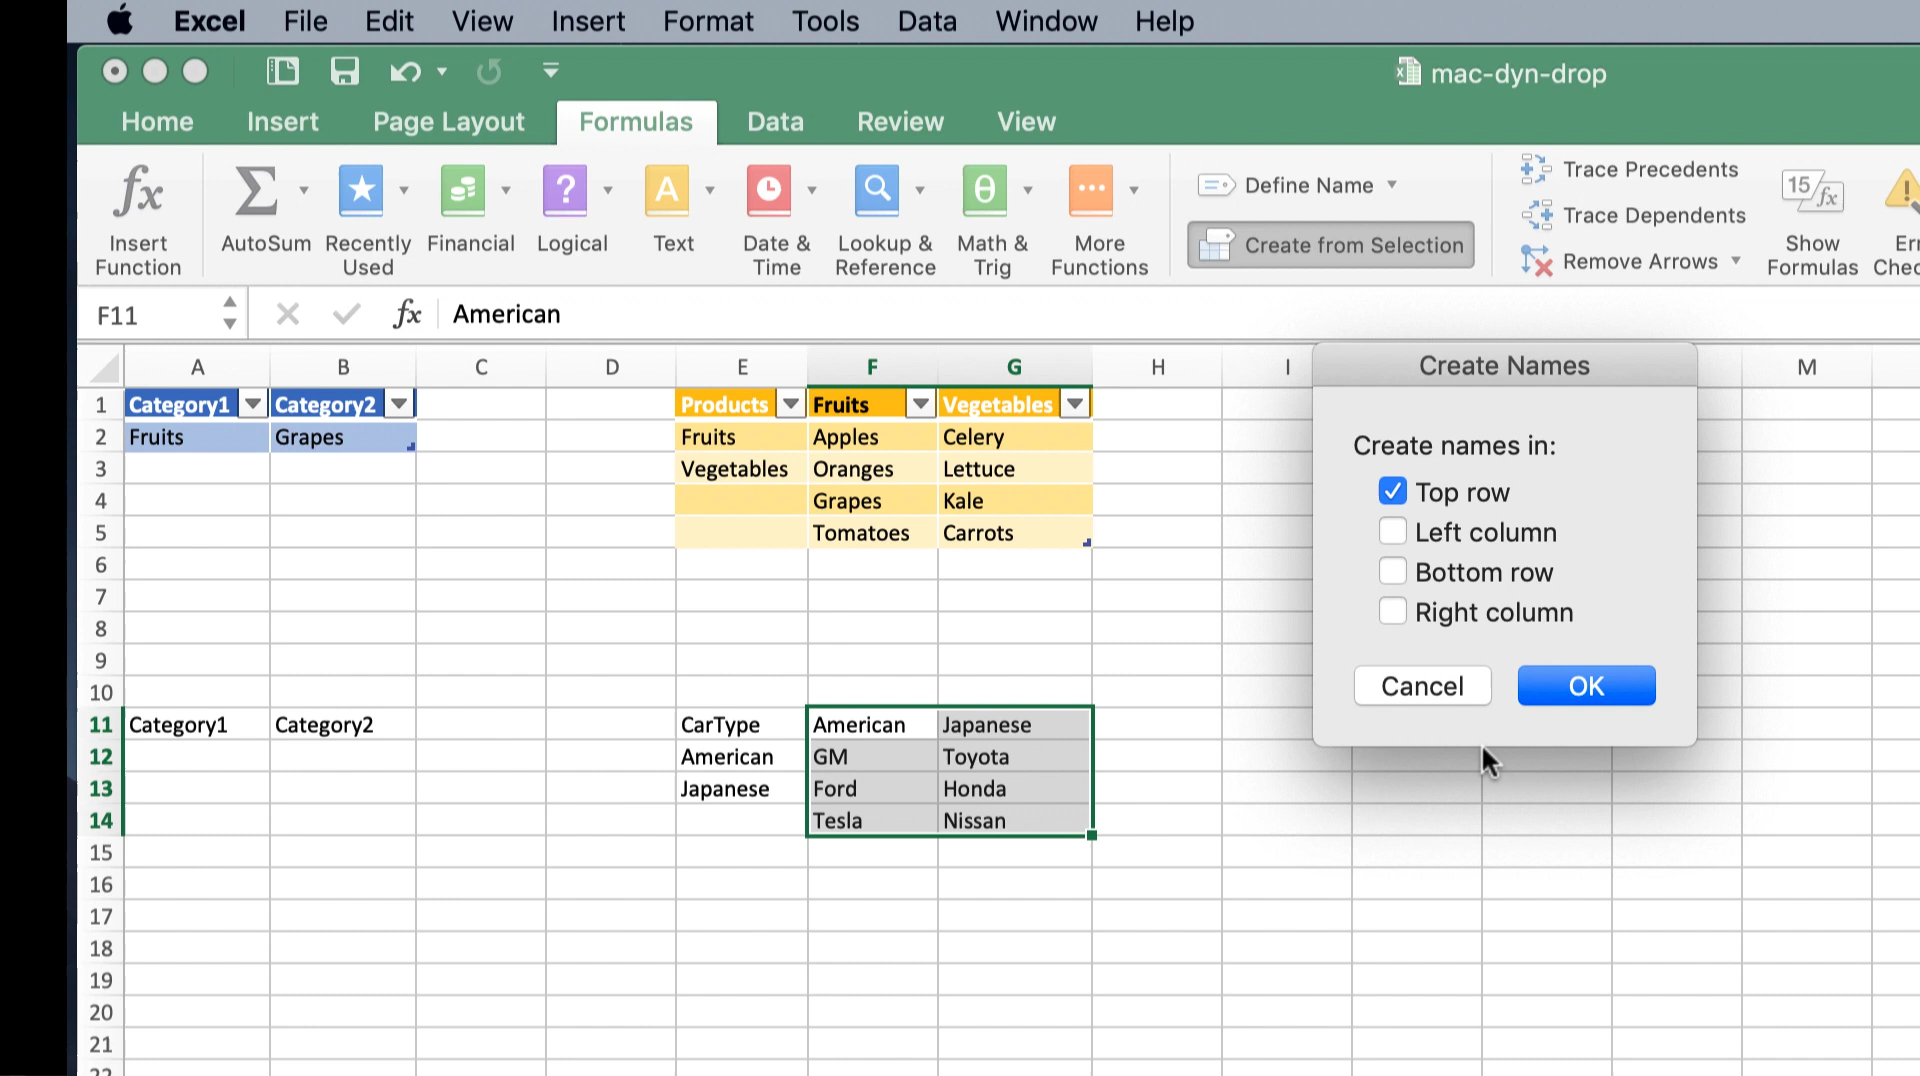 Excel File Edit View Insert Format Tools Data Window Help
mac-dyn-drop
Home Insert Page Layout Formulas Data Review View
Insert Function
AutoSum
Recently Used
Financial
Logical
Text
Date & Time
Lookup & Reference
Math & Trig
More Functions
Define Name
Create from Selection
Trace Precedents
Trace Dependents
Remove Arrows
Show Formulas
F11 fx American
A B C D E F G H I M
1 Category1 Category2 Products Fruits Vegetables
2 Fruits Grapes Fruits Apples Celery
3 Vegetables Oranges Lettuce
4 Grapes Kale
5 Tomatoes Carrots
6
7
8
9
10
11 Category1 Category2 CarType American Japanese
12 American GM Toyota
13 Japanese Ford Honda
14 Tesla Nissan
15
16
17
18
19
20
21
Create Names
Create names in:
Top row
Left column
Bottom row
Right column
Cancel OK